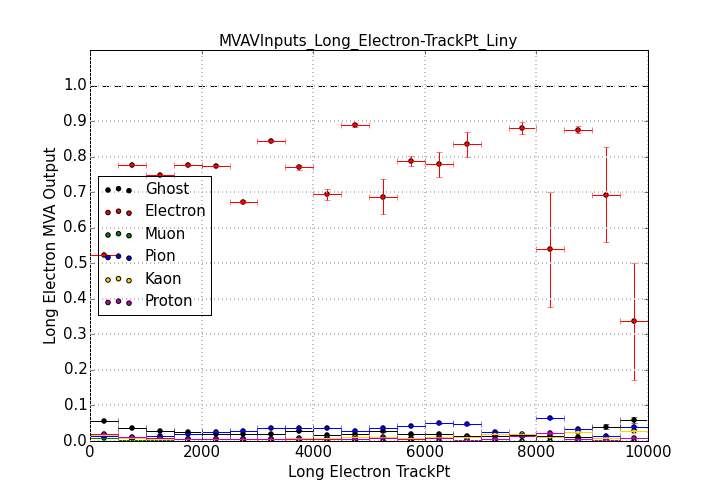 MVAVInputs_Long_Electron-TrackPt_Liny
Long Electron MVA Output
1.0
0.9
0.8
0.7
0.6
0.5
0.4
0.3
0.2
0.1
0.0
Ghost
Electron
Muon
Pion
Kaon
Proton
0 2000 4000 6000 8000 10000
Long Electron TrackPt